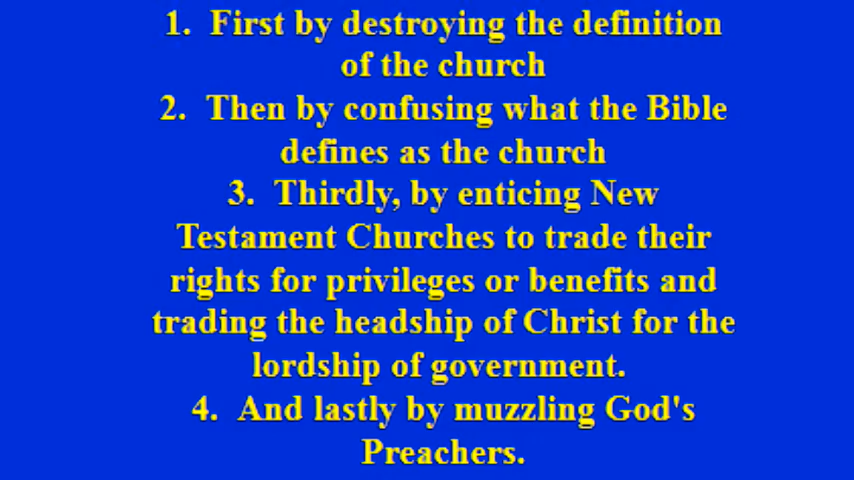 1. First by destroying the definition
of the church
2. Then by confusing what the Bible
defines as the church
3. Thirdly, by enticing New
Testament Churches to trade their
rights for privileges or benefits and
trading the headship of Christ for the
lordship of government.
4. And lastly by muzzling God's
Preachers.